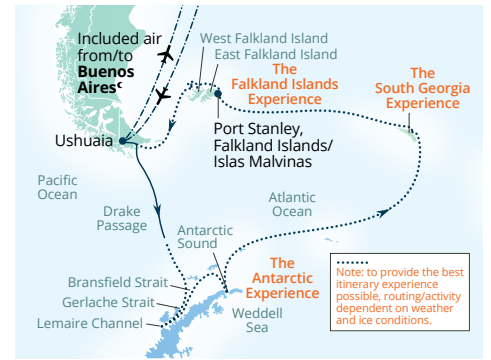 Included air
from/to
Buenos
Airesᶜ
West Falkland Island
East Falkland Island
The
Falkland Islands
Experience
The
South Georgia
Experience
Ushuaia
Port Stanley,
Falkland Islands/
Islas Malvinas
Pacific
Ocean
Drake
Passage
Atlantic
Ocean
Antarctic
Sound
The
Antarctic
Experience
Bransfield Strait
Gerlache Strait
Lemaire Channel
Weddell
Sea
Note: to provide the best
itinerary experience
possible, routing/activity
dependent on weather
and ice conditions.